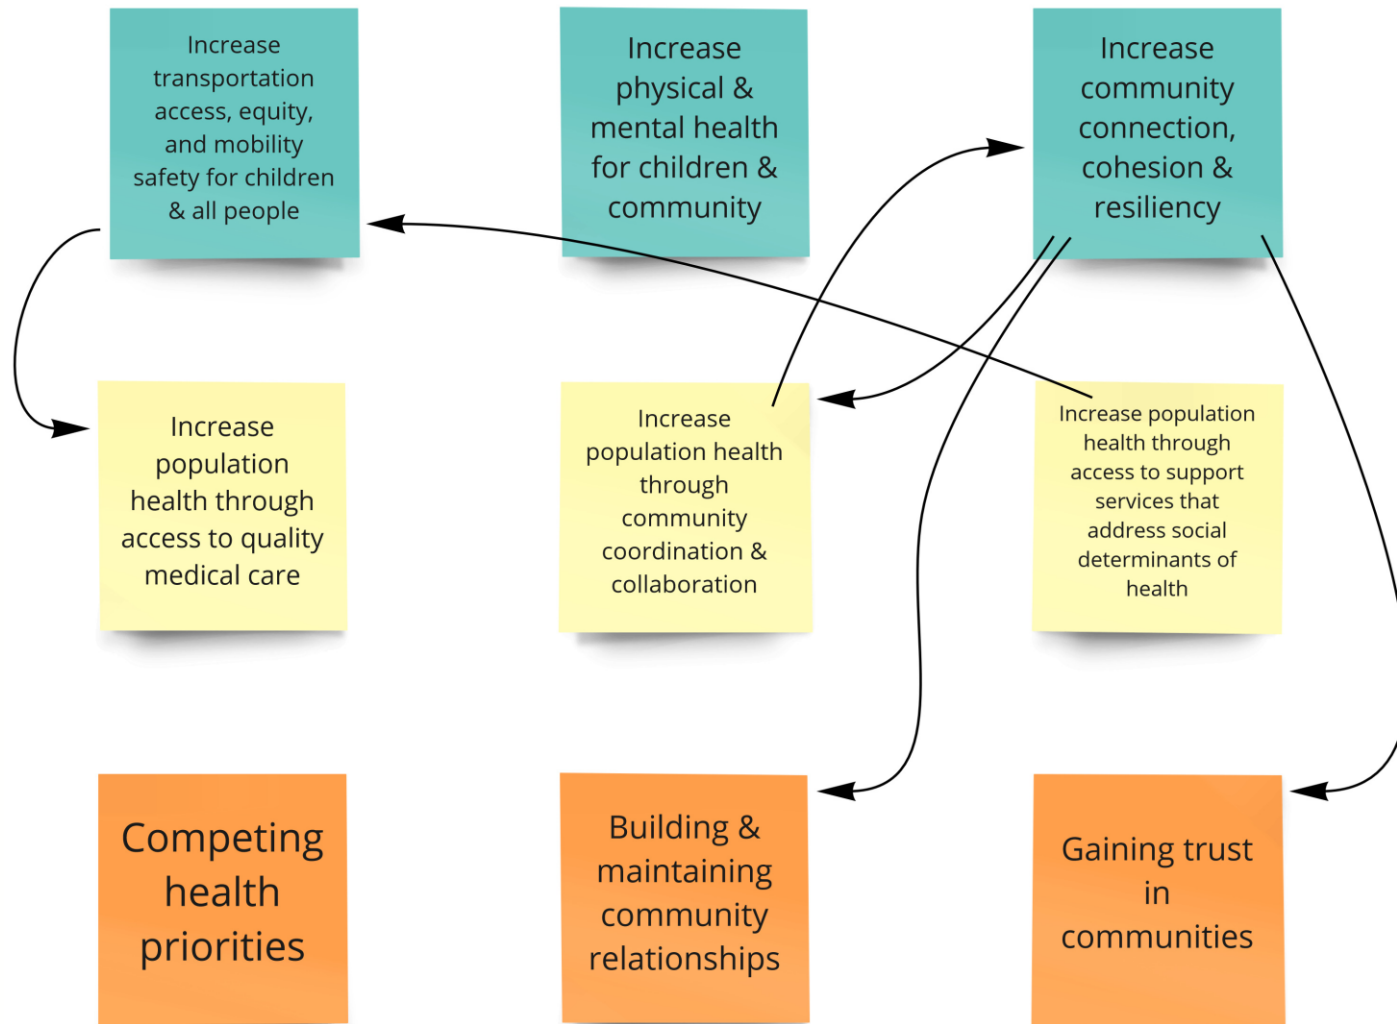 Increase
transportation
access, equity,
and mobility
safety for children
& all people
Increase
physical &
mental health
for children &
community
Increase
community
connection,
cohesion &
resiliency
Increase
population
health through
access to quality
medical care
Increase
population health
through
community
coordination &
collaboration
Increase population
health through
access to support
services that
address social
determinants of
health
Competing
health
priorities
Building &
maintaining
community
relationships
Gaining trust
in
communities